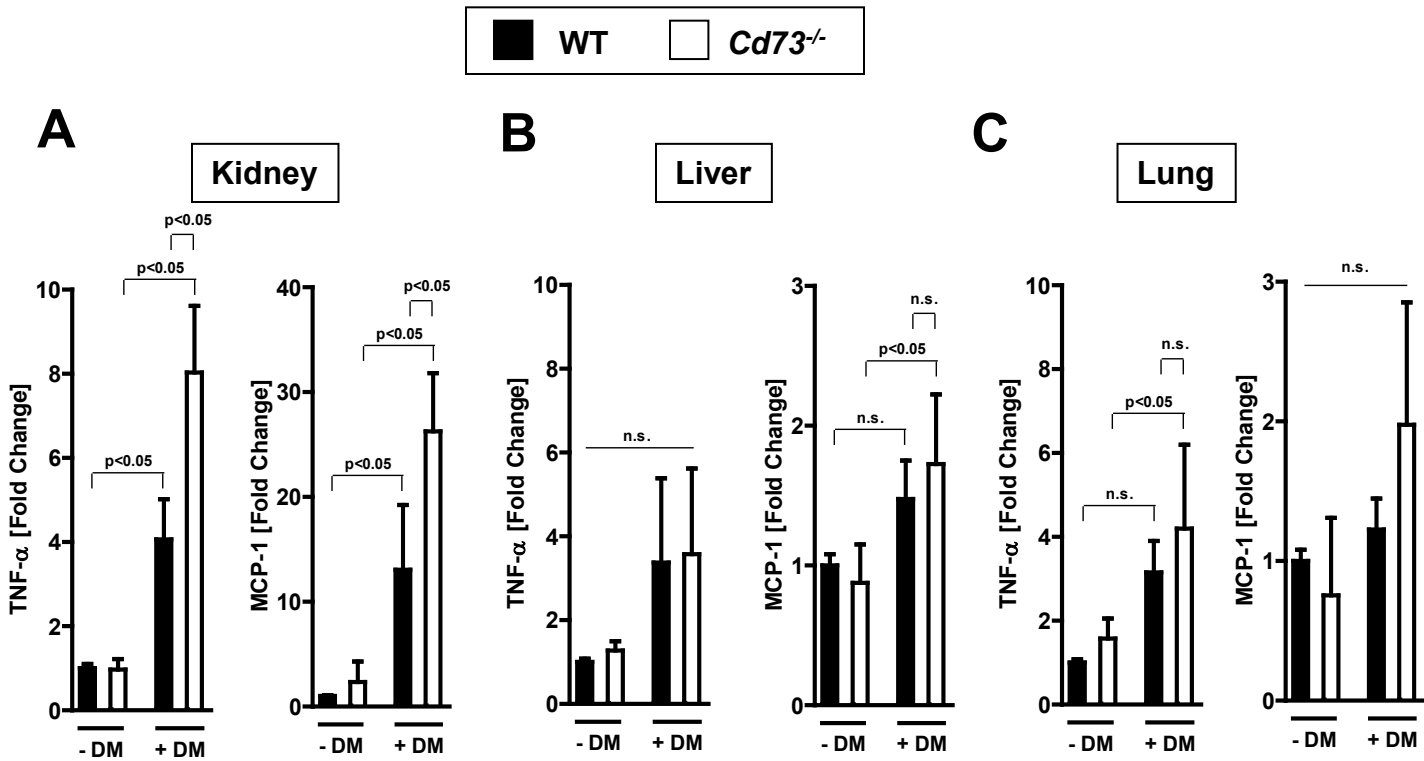 WT Cd73-/-
A
Kidney
p<0.05
p<0.05
p<0.05
TNF-α [Fold Change]
10
8
6
4
2
0
- DM + DM
p<0.05
p<0.05
p<0.05
MCP-1 [Fold Change]
40
30
20
10
0
- DM + DM
B
Liver
n.s.
TNF-α [Fold Change]
10
8
6
4
2
0
- DM + DM
n.s.
p<0.05
n.s.
MCP-1 [Fold Change]
3
2
1
0
- DM + DM
C
Lung
n.s.
p<0.05
n.s.
TNF-α [Fold Change]
10
8
6
4
2
0
- DM + DM
n.s.
MCP-1 [Fold Change]
3
2
1
0
- DM + DM